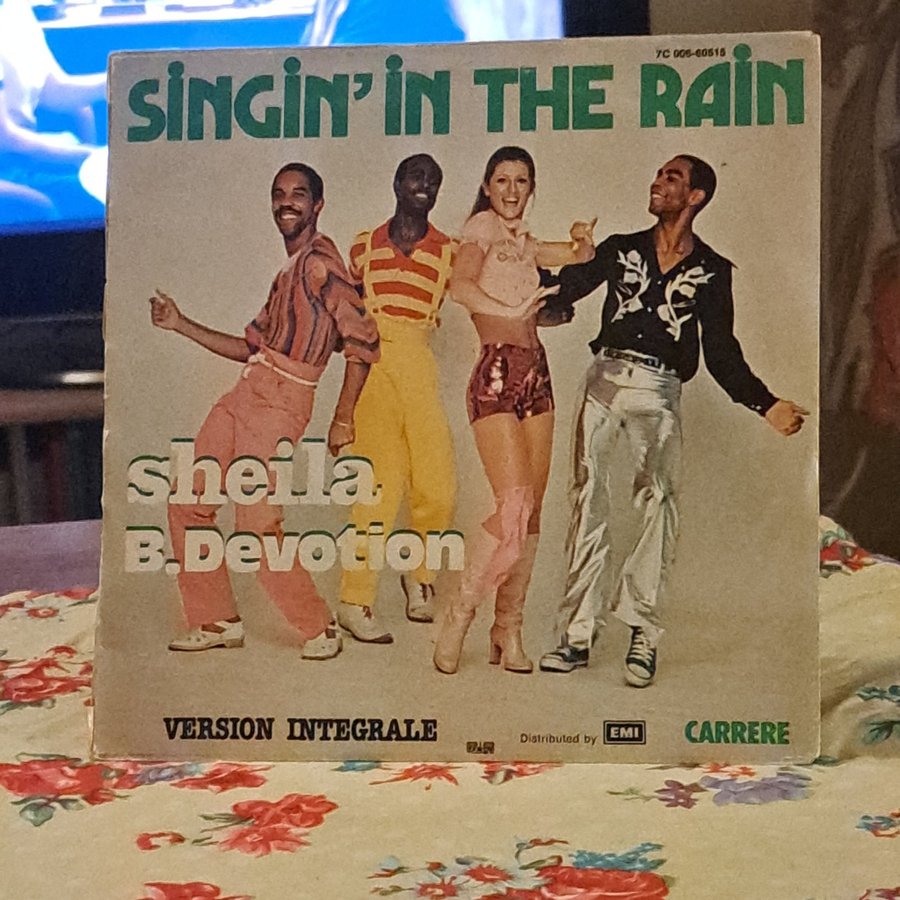 7C 006-60515
SiNGiN' iN THE RAiN
sheila
B.Devotion
VERSION INTEGRALE
Distributed by EMI
CARRERE